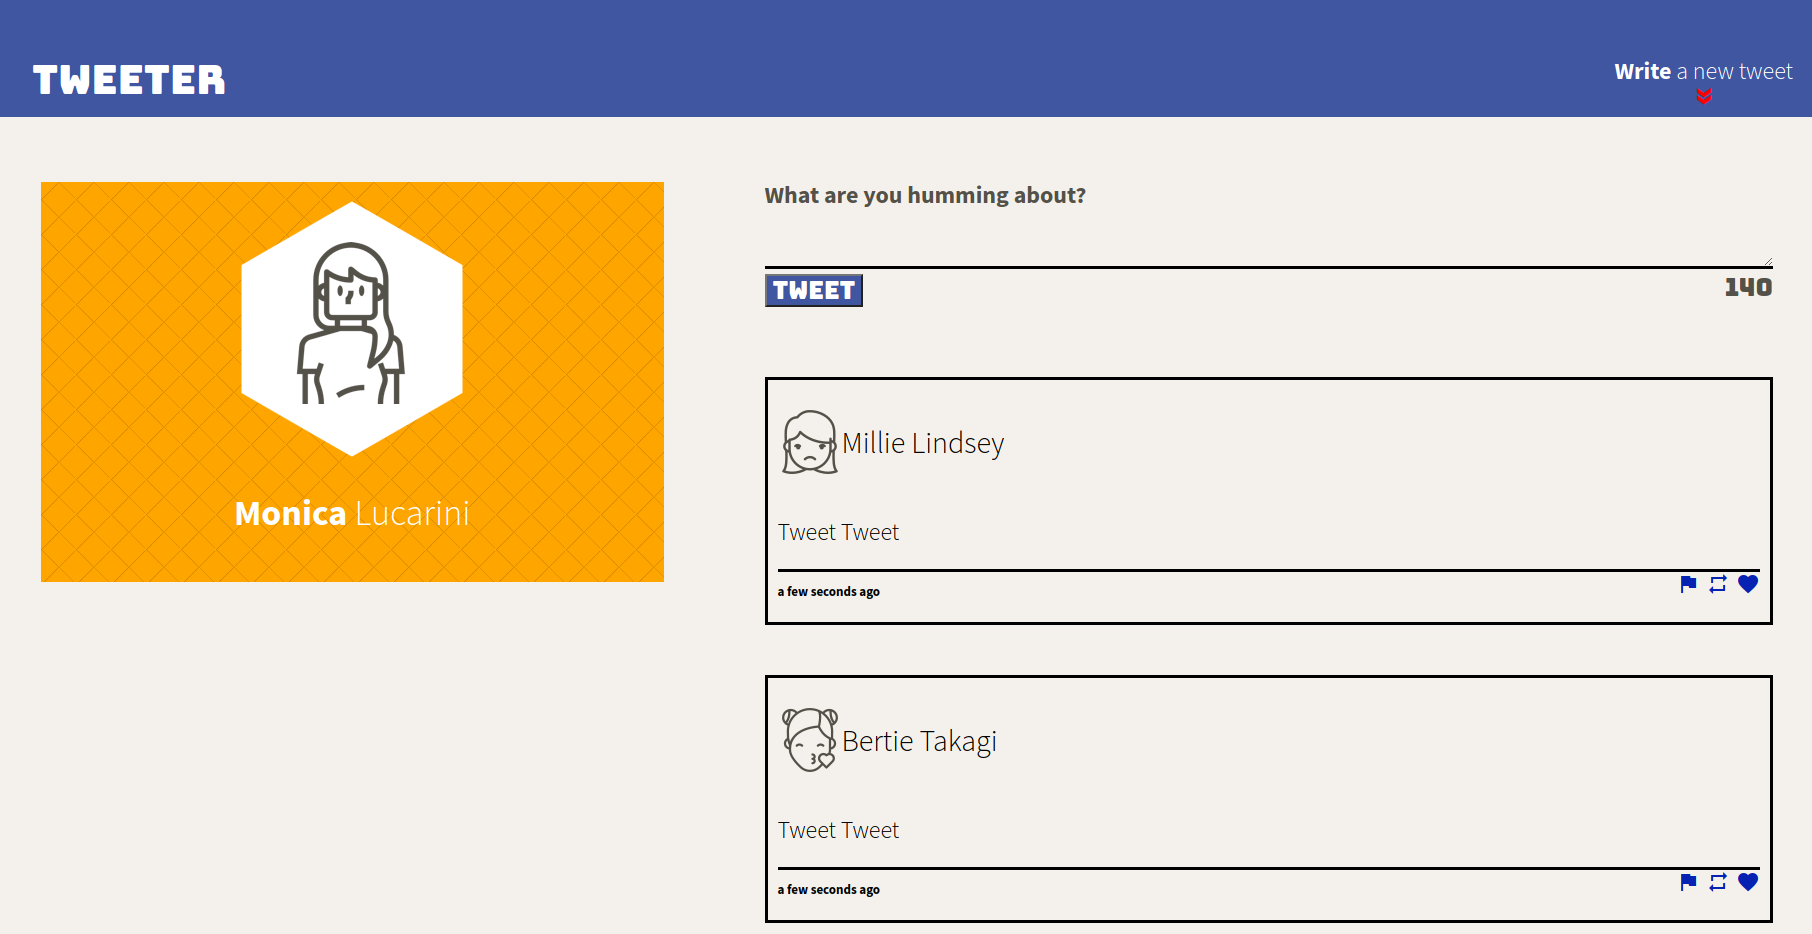 TWEETER
Write a new tweet
Monica Lucarini
What are you humming about?
TWEET
140
Millie Lindsey
Tweet Tweet
a few seconds ago
Bertie Takagi
Tweet Tweet
a few seconds ago